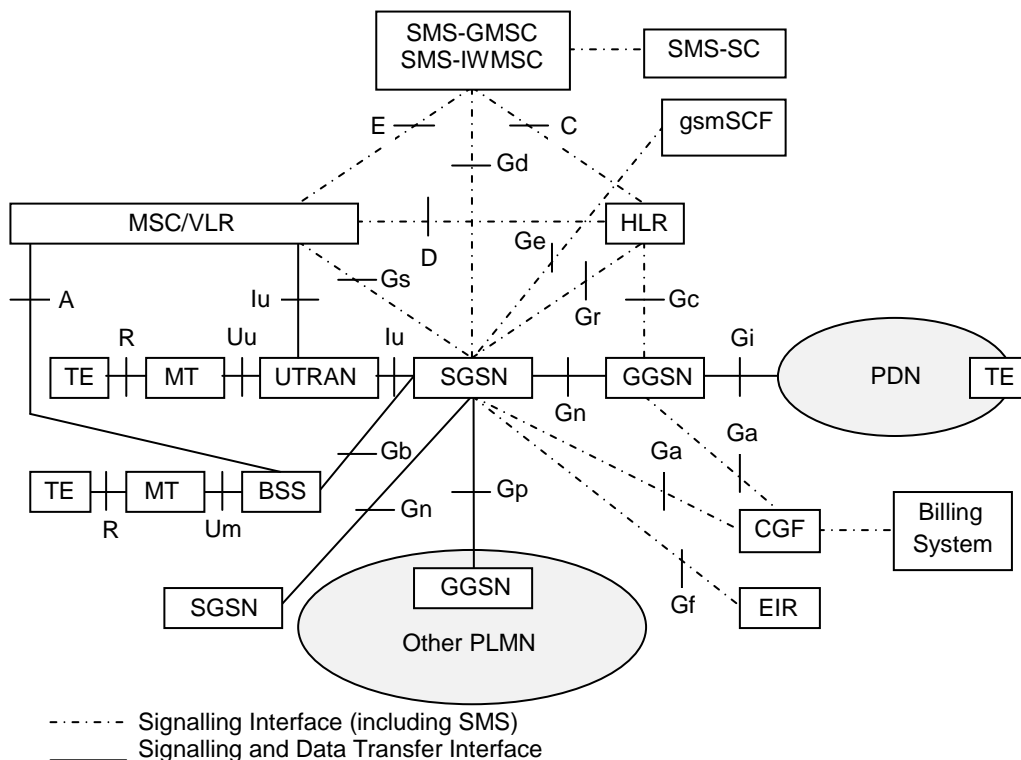 SMS-GMSC
SMS-IWMSC
SMS-SC
gsmSCF
E
C
Gd
MSC/VLR
HLR
D
Ge
Gs
Gr
Gc
A
Iu
R
Uu
Iu
Gi
TE
MT
UTRAN
SGSN
GGSN
PDN
TE
Gn
Gb
Ga
Ga
TE
MT
BSS
Gn
Gp
R
Um
CGF
Billing
System
SGSN
GGSN
Gf
EIR
Other PLMN
Signalling Interface (including SMS)
Signalling and Data Transfer Interface